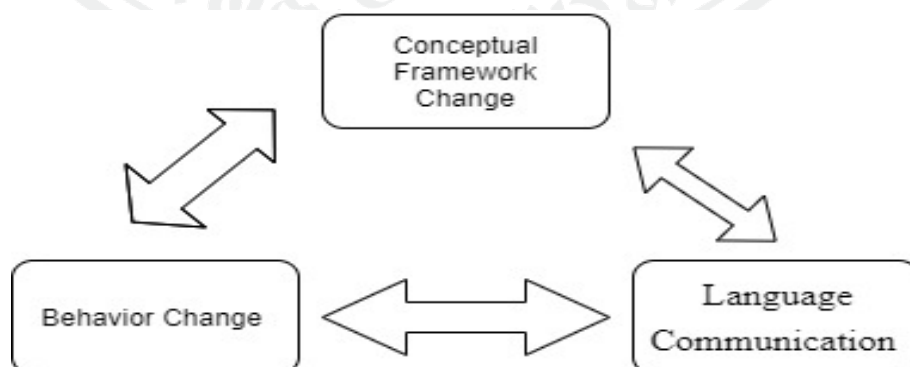 Conceptual
Framework
Change
Behavior Change
Language
Communication